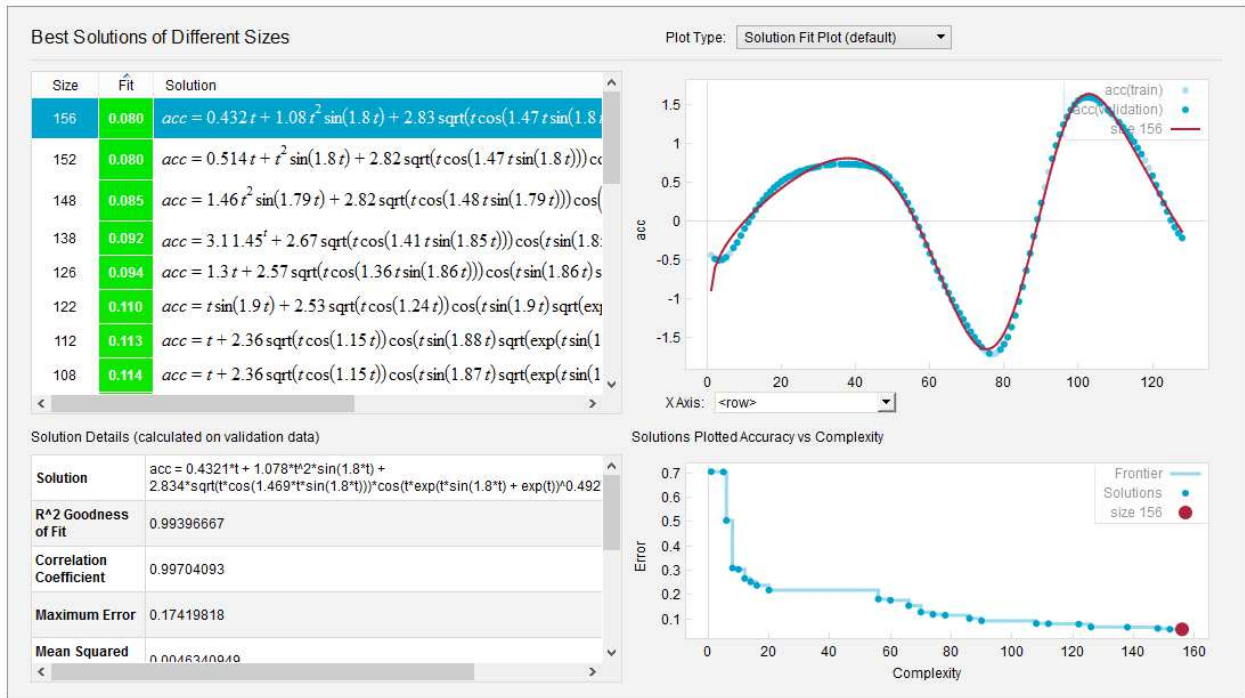 Best Solutions of Different Sizes
Plot Type: Solution Fit Plot (default)
Size Fit Solution
156 0.080 acc = 0.432 t + 1.08 t^2 sin(1.8 t) + 2.83 sqrt(t cos(1.47 t sin(1.8 t
152 0.080 acc = 0.514 t + t^2 sin(1.8 t) + 2.82 sqrt(t cos(1.47 t sin(1.8 t))) co
148 0.085 acc = 1.46 t^2 sin(1.79 t) + 2.82 sqrt(t cos(1.48 t sin(1.79 t))) cos(
138 0.092 acc = 3.1 1.45^t + 2.67 sqrt(t cos(1.41 t sin(1.85 t))) cos(t sin(1.8
126 0.094 acc = 1.3 t + 2.57 sqrt(t cos(1.36 t sin(1.86 t))) cos(t sin(1.86 t) s
122 0.110 acc = t sin(1.9 t) + 2.53 sqrt(t cos(1.24 t)) cos(t sin(1.9 t) sqrt(exp
112 0.113 acc = t + 2.36 sqrt(t cos(1.15 t)) cos(t sin(1.88 t) sqrt(exp(t sin(1
108 0.114 acc = t + 2.36 sqrt(t cos(1.15 t)) cos(t sin(1.87 t) sqrt(exp(t sin(1
acc(train)
acc(validation)
size 156
acc
1.5
1
0.5
0
-0.5
-1
-1.5
0 20 40 60 80 100 120
X Axis: <row>
Solution Details (calculated on validation data)
Solution
acc = 0.4321*t + 1.078*t^2*sin(1.8*t) +
2.834*sqrt(t*cos(1.469*t*sin(1.8*t)))*cos(t*exp(t*sin(1.8*t) + exp(t))^0.492
R^2 Goodness
of Fit
0.99396667
Correlation
Coefficient
0.99704093
Maximum Error 0.17419818
Mean Squared 0.0046340949
Solutions Plotted Accuracy vs Complexity
Frontier
Solutions
size 156
Error
0.7
0.6
0.5
0.4
0.3
0.2
0.1
0 20 40 60 80 100 120 140 160
Complexity